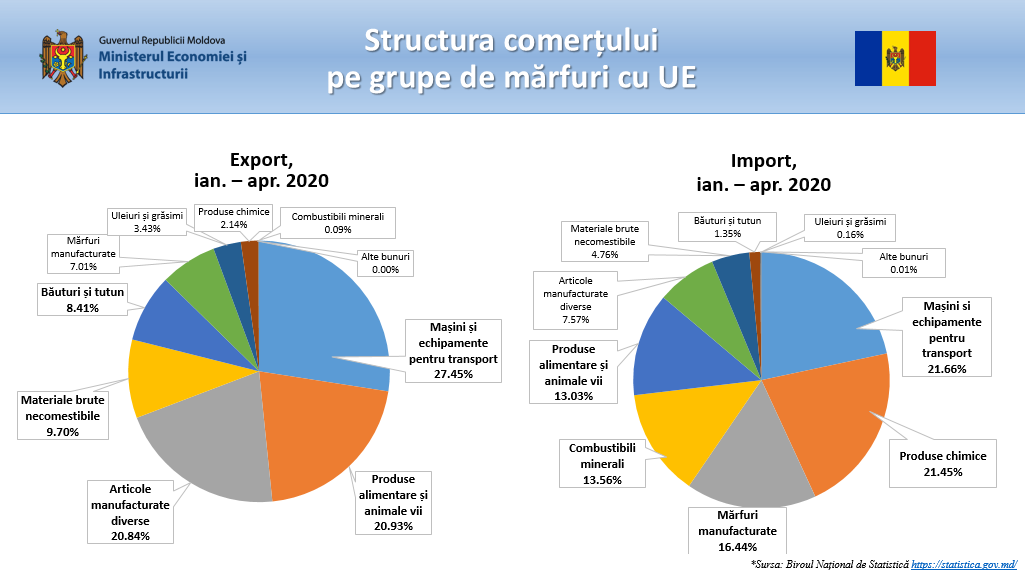 Guvernul Republicii Moldova
Ministerul Economiei și
Infrastructurii
Structura comerțului
pe grupe de mărfuri cu UE
Export,
ian. – apr. 2020
Uleiuri și grăsimi
3.43%
Produse chimice
2.14%
Combustibili minerali
0.09%
Mărfuri
manufacturate
7.01%
Alte bunuri
0.00%
Băuturi și tutun
8.41%
Mașini și
echipamente
pentru transport
27.45%
Materiale brute
necomestibile
9.70%
Articole
manufacturate
diverse
20.84%
Produse
alimentare și
animale vii
20.93%
Import,
ian. – apr. 2020
Materiale brute
necomestibile
4.76%
Băuturi și tutun
1.35%
Uleiuri și grăsimi
0.16%
Alte bunuri
0.01%
Articole
manufacturate
diverse
7.57%
Mașini si
echipamente
pentru
transport
21.66%
Produse
alimentare și
animale vii
13.03%
Combustibili
minerali
13.56%
Produse chimice
21.45%
Mărfuri
manufacturate
16.44%
*Sursa: Biroul Național de Statistică https://statistica.gov.md/